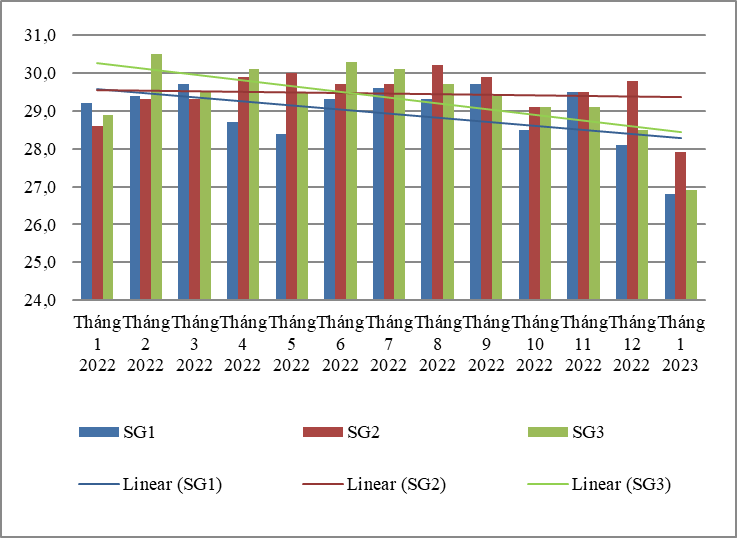 31,0
30,0
29,0
28,0
27,0
26,0
25,0
24,0
Tháng Tháng Tháng Tháng Tháng Tháng Tháng Tháng Tháng Tháng Tháng Tháng Tháng
1 2 3 4 5 6 7 8 9 10 11 12 1
2022 2022 2022 2022 2022 2022 2022 2022 2022 2022 2022 2022 2023
SG1 SG2 SG3
Linear (SG1) Linear (SG2) Linear (SG3)